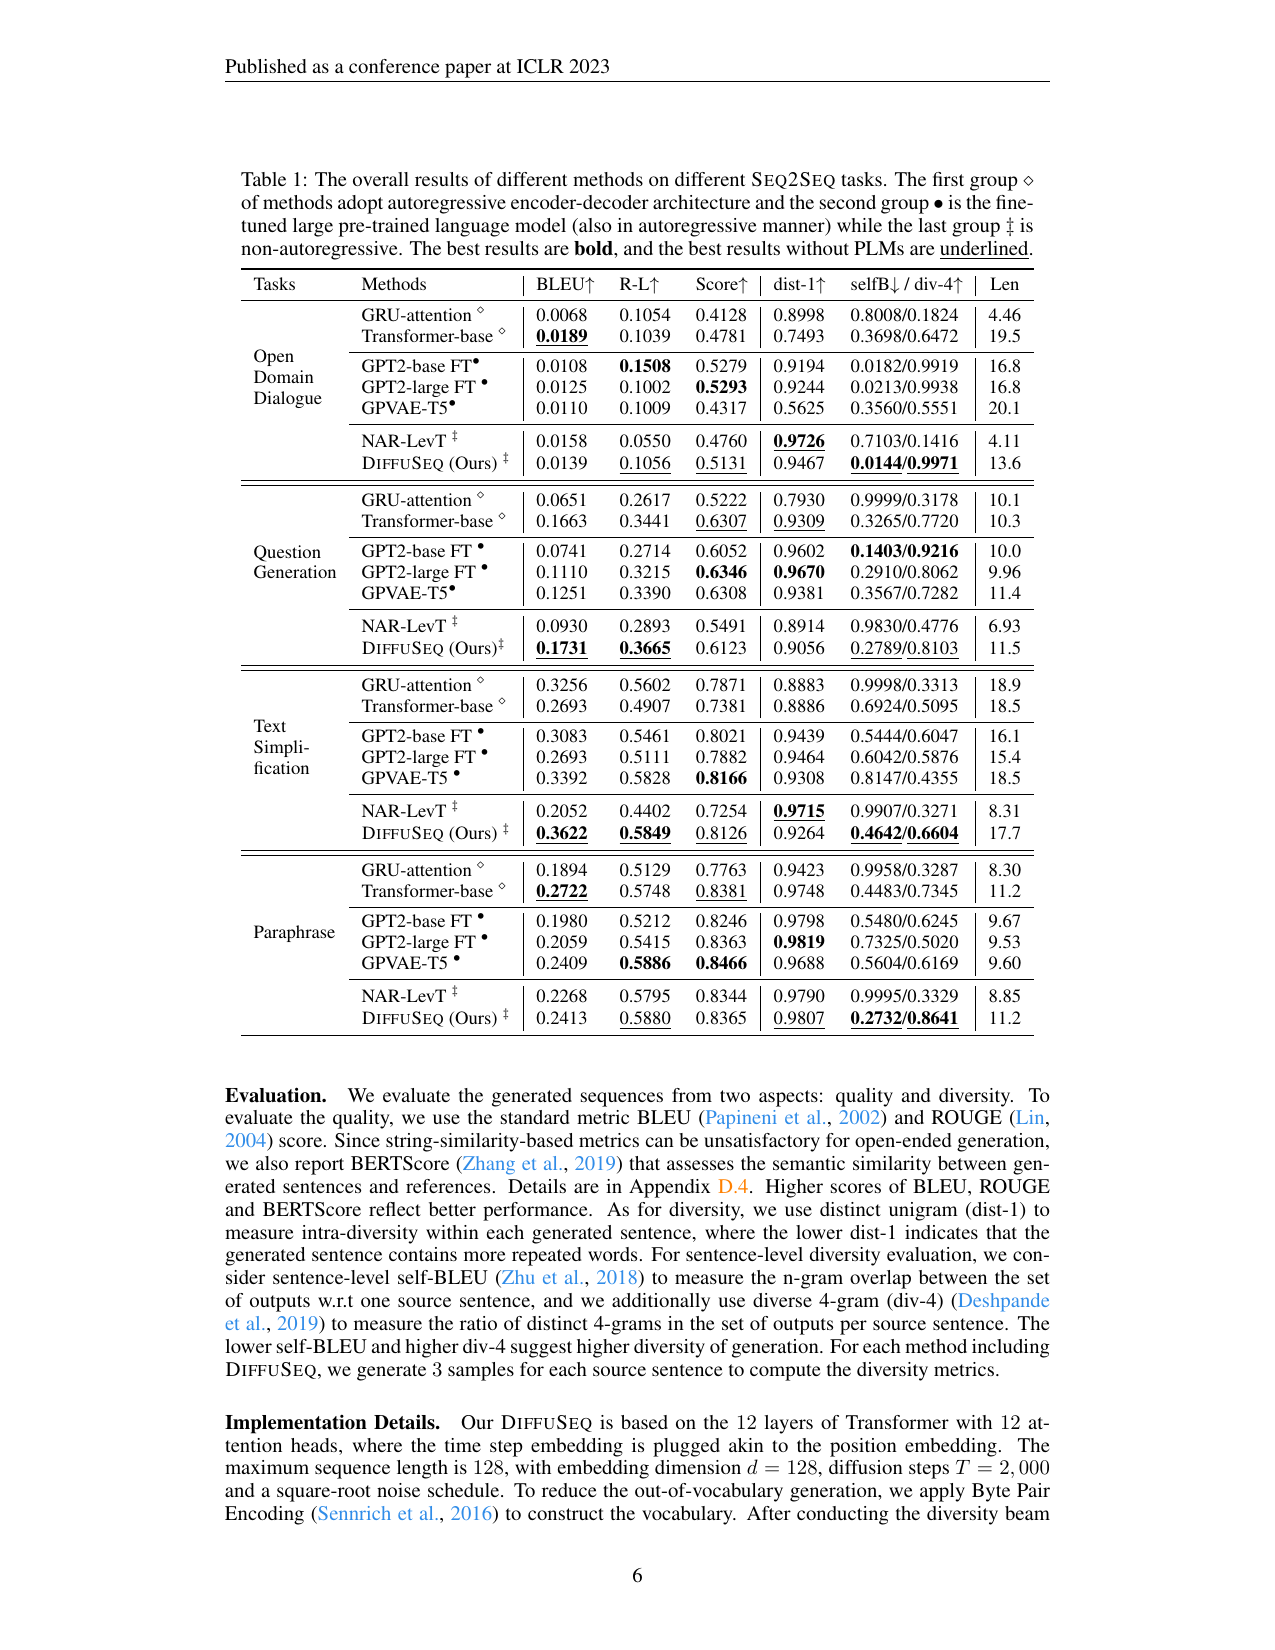 Published as a conference paper at ICLR 2023
Table 1: The overall results of different methods on different SEQ2SEQ tasks. The first group ⋄
of methods adopt autoregressive encoder-decoder architecture and the second group • is the fine-
tuned large pre-trained language model (also in autoregressive manner) while the last group ‡ is
non-autoregressive. The best results are bold, and the best results without PLMs are underlined.
Tasks Methods BLEU↑ R-L↑ Score↑ dist-1↑ selfB↓ / div-4↑ Len
Open
Domain
Dialogue
GRU-attention ⋄ 0.0068 0.1054 0.4128 0.8998 0.8008/0.1824 4.46
Transformer-base ⋄ 0.0189 0.1039 0.4781 0.7493 0.3698/0.6472 19.5
GPT2-base FT• 0.0108 0.1508 0.5279 0.9194 0.0182/0.9919 16.8
GPT2-large FT • 0.0125 0.1002 0.5293 0.9244 0.0213/0.9938 16.8
GPVAE-T5• 0.0110 0.1009 0.4317 0.5625 0.3560/0.5551 20.1
NAR-LevT ‡ 0.0158 0.0550 0.4760 0.9726 0.7103/0.1416 4.11
DIFFUSEQ (Ours) ‡ 0.0139 0.1056 0.5131 0.9467 0.0144/0.9971 13.6
Question
Generation
GRU-attention ⋄ 0.0651 0.2617 0.5222 0.7930 0.9999/0.3178 10.1
Transformer-base ⋄ 0.1663 0.3441 0.6307 0.9309 0.3265/0.7720 10.3
GPT2-base FT • 0.0741 0.2714 0.6052 0.9602 0.1403/0.9216 10.0
GPT2-large FT • 0.1110 0.3215 0.6346 0.9670 0.2910/0.8062 9.96
GPVAE-T5• 0.1251 0.3390 0.6308 0.9381 0.3567/0.7282 11.4
NAR-LevT ‡ 0.0930 0.2893 0.5491 0.8914 0.9830/0.4776 6.93
DIFFUSEQ (Ours)‡ 0.1731 0.3665 0.6123 0.9056 0.2789/0.8103 11.5
Text
Simpli-
fication
GRU-attention ⋄ 0.3256 0.5602 0.7871 0.8883 0.9998/0.3313 18.9
Transformer-base ⋄ 0.2693 0.4907 0.7381 0.8886 0.6924/0.5095 18.5
GPT2-base FT • 0.3083 0.5461 0.8021 0.9439 0.5444/0.6047 16.1
GPT2-large FT • 0.2693 0.5111 0.7882 0.9464 0.6042/0.5876 15.4
GPVAE-T5 • 0.3392 0.5828 0.8166 0.9308 0.8147/0.4355 18.5
NAR-LevT ‡ 0.2052 0.4402 0.7254 0.9715 0.9907/0.3271 8.31
DIFFUSEQ (Ours) ‡ 0.3622 0.5849 0.8126 0.9264 0.4642/0.6604 17.7
Paraphrase
GRU-attention ⋄ 0.1894 0.5129 0.7763 0.9423 0.9958/0.3287 8.30
Transformer-base ⋄ 0.2722 0.5748 0.8381 0.9748 0.4483/0.7345 11.2
GPT2-base FT • 0.1980 0.5212 0.8246 0.9798 0.5480/0.6245 9.67
GPT2-large FT • 0.2059 0.5415 0.8363 0.9819 0.7325/0.5020 9.53
GPVAE-T5 • 0.2409 0.5886 0.8466 0.9688 0.5604/0.6169 9.60
NAR-LevT ‡ 0.2268 0.5795 0.8344 0.9790 0.9995/0.3329 8.85
DIFFUSEQ (Ours) ‡ 0.2413 0.5880 0.8365 0.9807 0.2732/0.8641 11.2
Evaluation. We evaluate the generated sequences from two aspects: quality and diversity. To
evaluate the quality, we use the standard metric BLEU (Papineni et al., 2002) and ROUGE (Lin,
2004) score. Since string-similarity-based metrics can be unsatisfactory for open-ended generation,
we also report BERTScore (Zhang et al., 2019) that assesses the semantic similarity between gen-
erated sentences and references. Details are in Appendix D.4. Higher scores of BLEU, ROUGE
and BERTScore reflect better performance. As for diversity, we use distinct unigram (dist-1) to
measure intra-diversity within each generated sentence, where the lower dist-1 indicates that the
generated sentence contains more repeated words. For sentence-level diversity evaluation, we con-
sider sentence-level self-BLEU (Zhu et al., 2018) to measure the n-gram overlap between the set
of outputs w.r.t one source sentence, and we additionally use diverse 4-gram (div-4) (Deshpande
et al., 2019) to measure the ratio of distinct 4-grams in the set of outputs per source sentence. The
lower self-BLEU and higher div-4 suggest higher diversity of generation. For each method including
DIFFUSEQ, we generate 3 samples for each source sentence to compute the diversity metrics.
Implementation Details. Our DIFFUSEQ is based on the 12 layers of Transformer with 12 at-
tention heads, where the time step embedding is plugged akin to the position embedding. The
maximum sequence length is 128, with embedding dimension d = 128, diffusion steps T = 2, 000
and a square-root noise schedule. To reduce the out-of-vocabulary generation, we apply Byte Pair
Encoding (Sennrich et al., 2016) to construct the vocabulary. After conducting the diversity beam
6